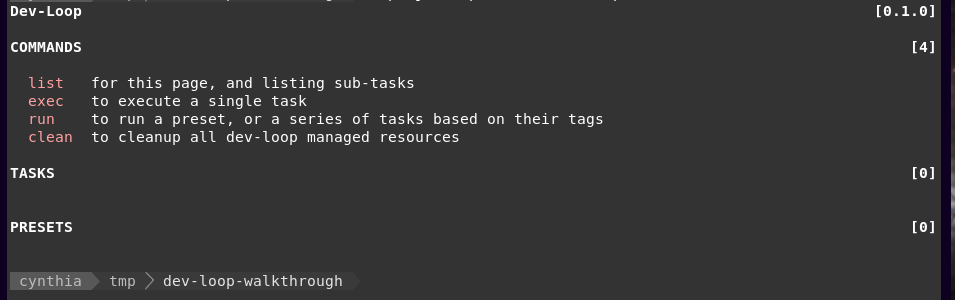 Dev-Loop [0.1.0]
COMMANDS [4]
list for this page, and listing sub-tasks
exec to execute a single task
run to run a preset, or a series of tasks based on their tags
clean to cleanup all dev-loop managed resources
TASKS [0]
PRESETS [0]
cynthia tmp dev-loop-walkthrough